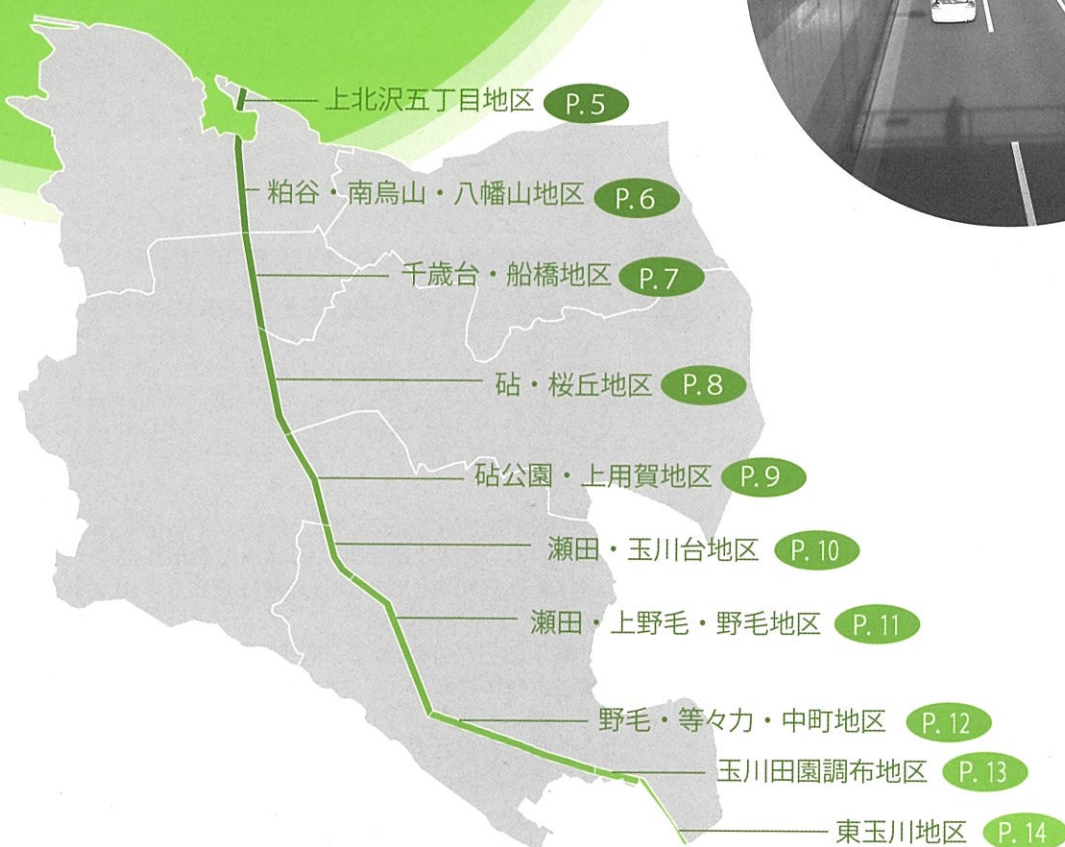 上北沢五丁目地区 P.5
粕谷・南烏山・八幡山地区 P.6
千歳台・船橋地区 P.7
砧・桜丘地区 P.8
砧公園・上用賀地区 P.9
瀬田・玉川台地区 P.10
瀬田・上野毛・野毛地区 P.11
野毛・等々力・中町地区 P.12
玉川田園調布地区 P.13
東玉川地区 P.14